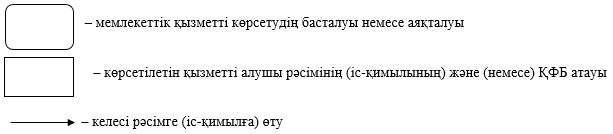 – мемлекеттік қызметті көрсетудің басталуы немесе аяқталуы
– көрсетілетін қызметті алушы рәсімінің (іс-қимылының) және (немесе) ҚФБ атауы
– келесі рәсімге (іс-қимылға) өту